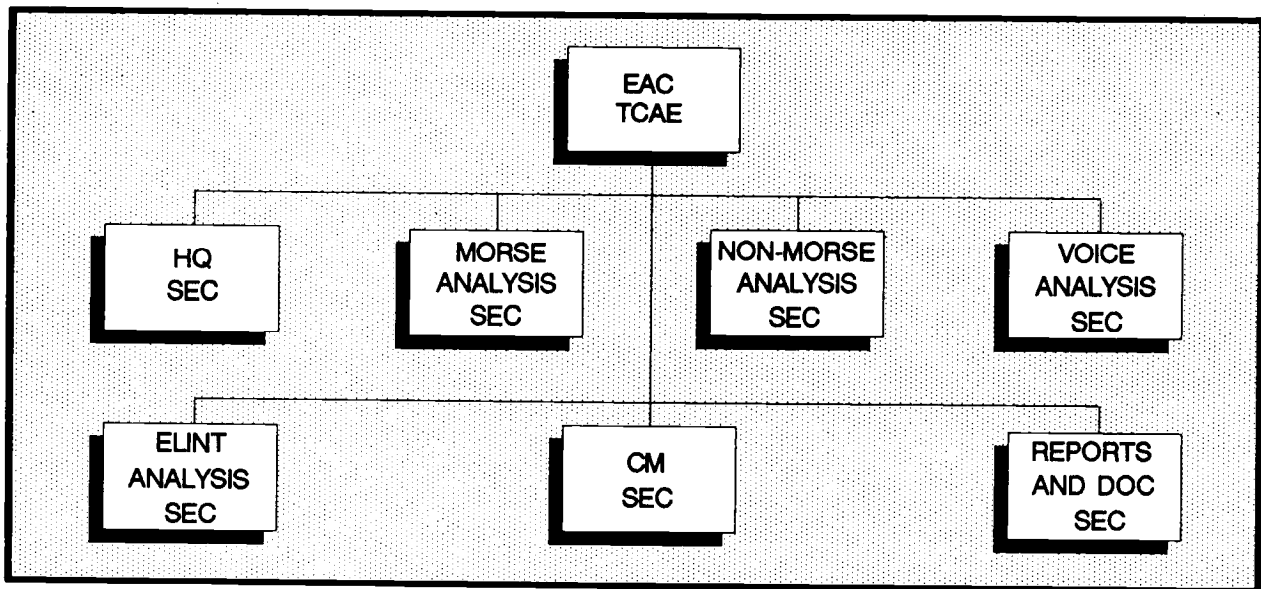 EAC
TCAE
HQ
SEC
MORSE
ANALYSIS
SEC
NON-MORSE
ANALYSIS
SEC
VOICE
ANALYSIS
SEC
ELINT
ANALYSIS
SEC
CM
SEC
REPORTS
AND DOC
SEC